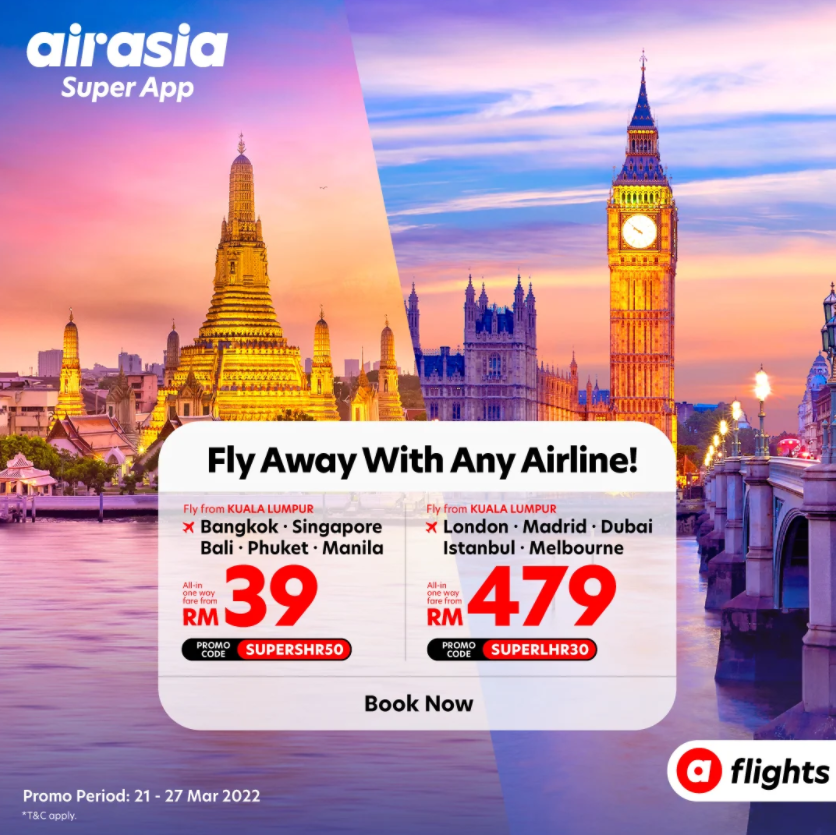 airasia
Super App
Fly Away With Any Airline!
Fly from KUALA LUMPUR
Bangkok · Singapore
Bali · Phuket · Manila
All-in
one way
fare from
RM 39
PROMO
CODE
SUPERSHR50
Fly from KUALA LUMPUR
London · Madrid · Dubai
Istanbul · Melbourne
All-in
one way
fare from
RM 479
PROMO
CODE
SUPERLHR30
Book Now
a flights
Promo Period: 21 - 27 Mar 2022
*T&C apply.